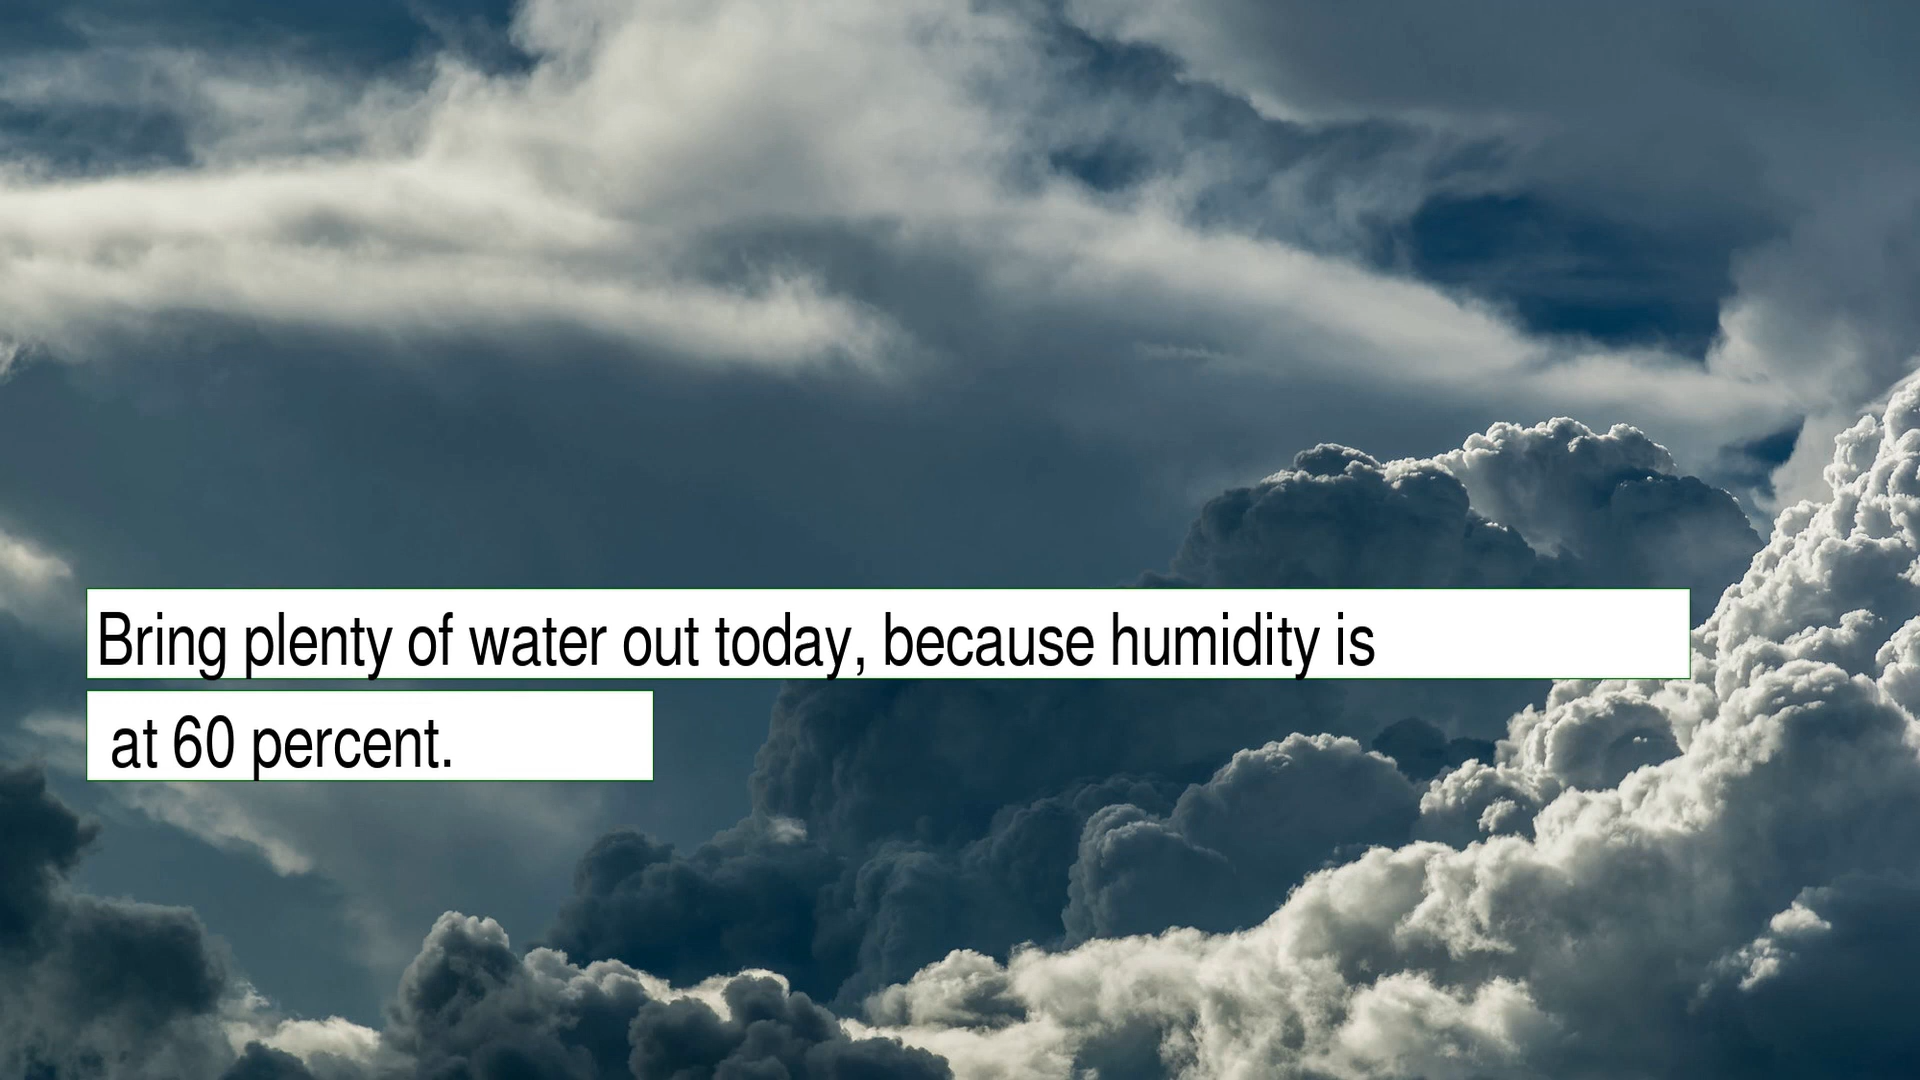 Bring plenty of water out today, because humidity is
at 60 percent.